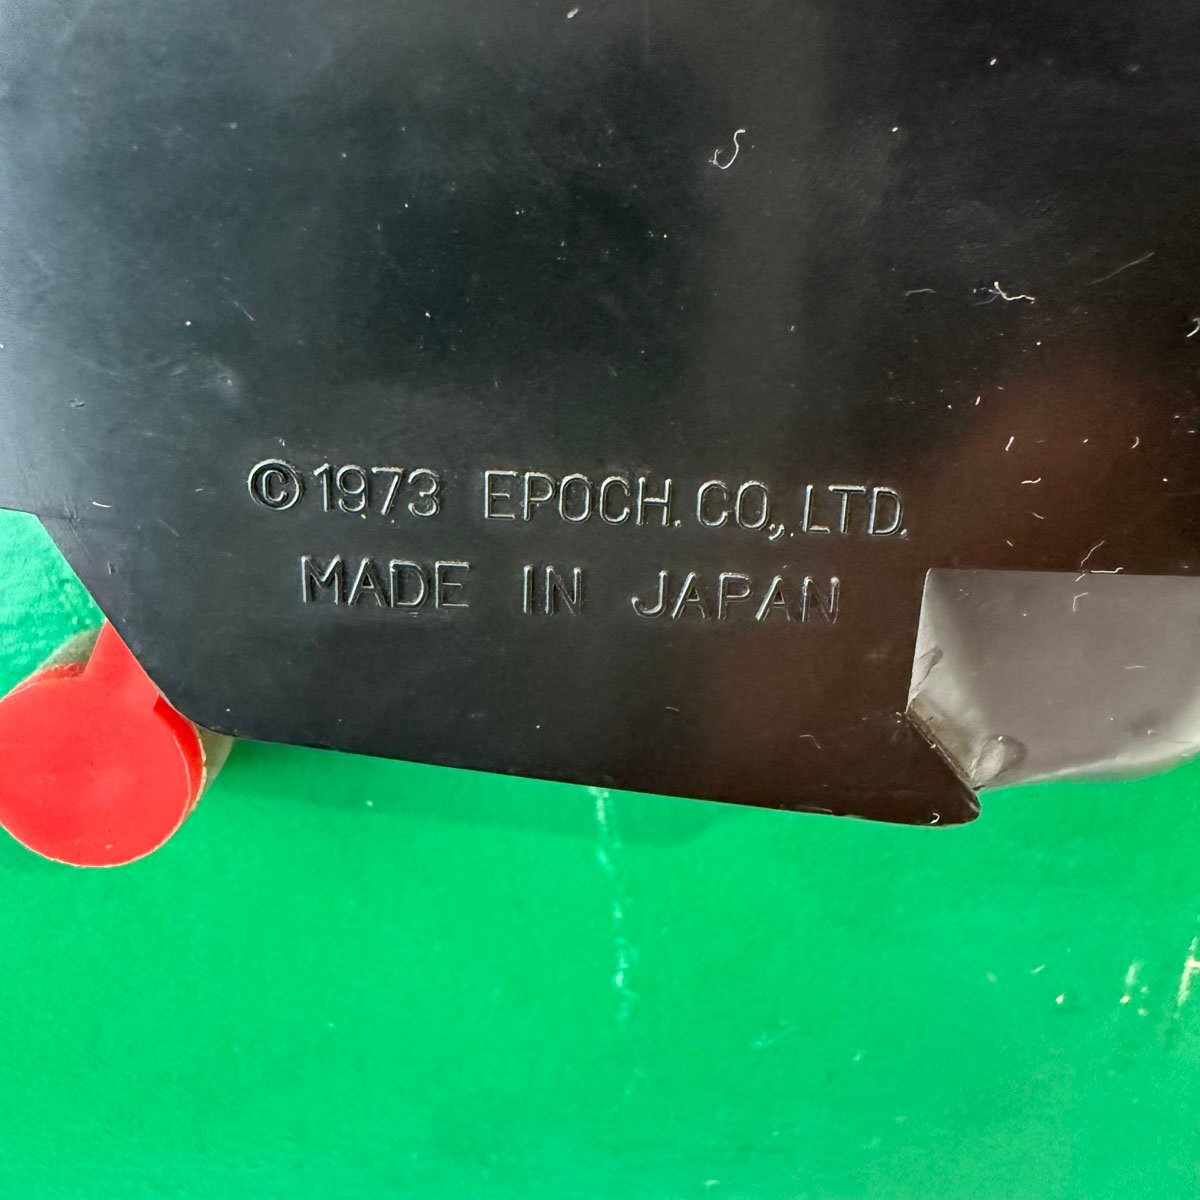 ©1973 EPOCH. CO., LTD.
MADE IN JAPAN